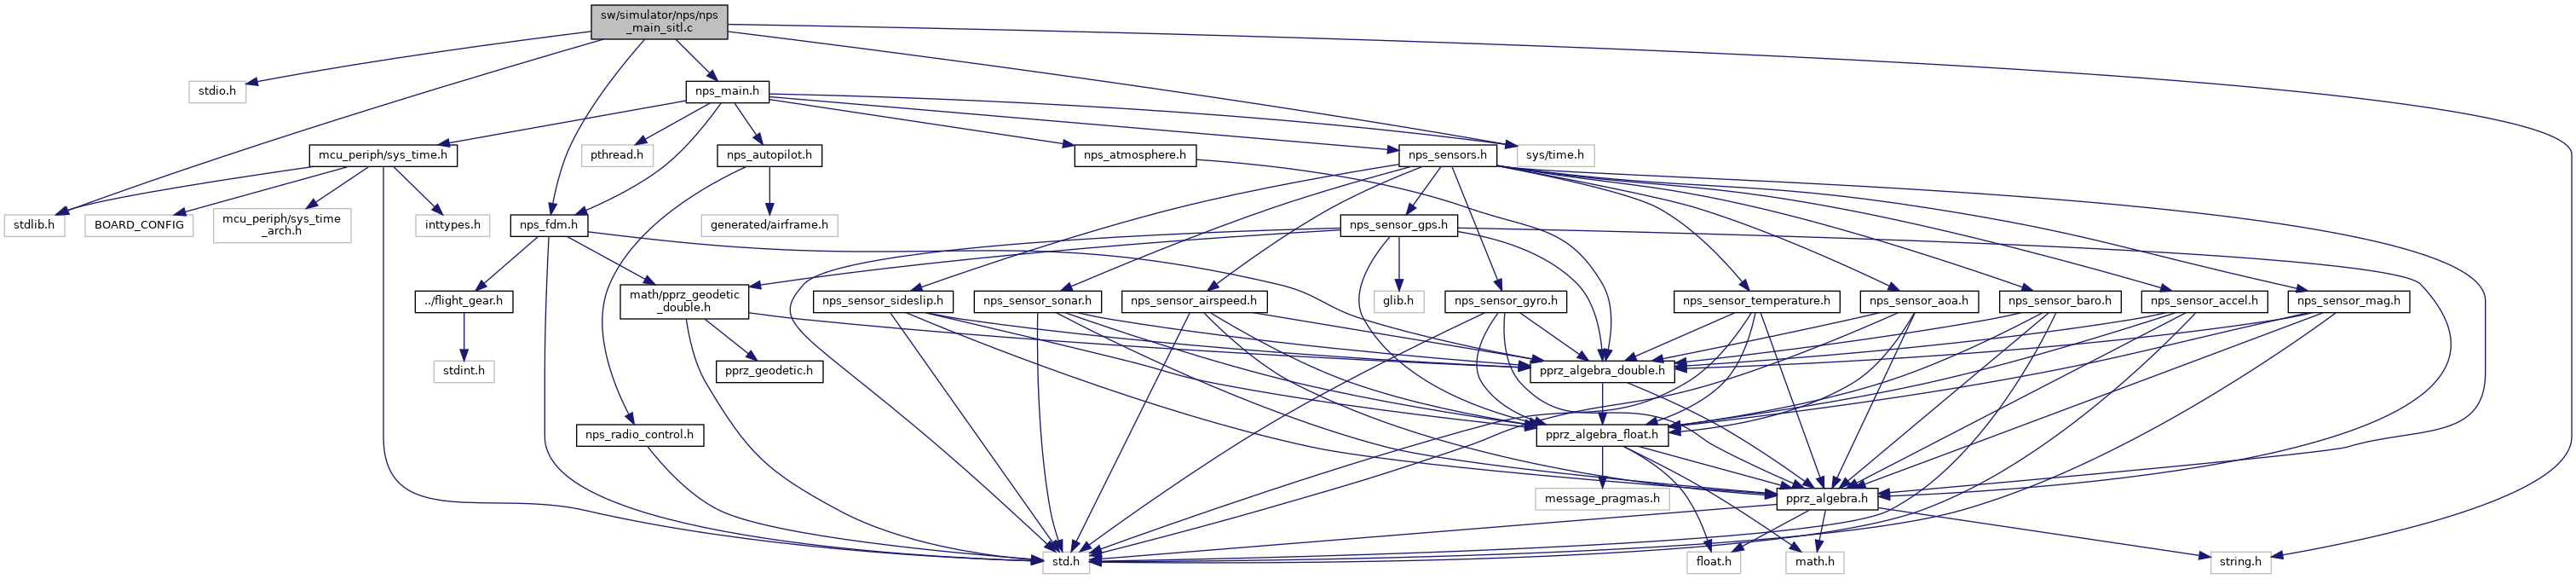 sw/simulator/nps/nps
_main_sitl.c
stdio.h
nps_main.h
mcu_periph/sys_time.h
pthread.h
nps_autopilot.h
nps_atmosphere.h
nps_sensors.h
sys/time.h
stdlib.h
BOARD_CONFIG
mcu_periph/sys_time
_arch.h
inttypes.h
nps_fdm.h
generated/airframe.h
nps_sensor_gps.h
../flight_gear.h
math/pprz_geodetic
_double.h
nps_sensor_sideslip.h
nps_sensor_sonar.h
nps_sensor_airspeed.h
glib.h
nps_sensor_gyro.h
nps_sensor_temperature.h
nps_sensor_aoa.h
nps_sensor_baro.h
nps_sensor_accel.h
nps_sensor_mag.h
stdint.h
pprz_geodetic.h
pprz_algebra_double.h
nps_radio_control.h
pprz_algebra_float.h
message_pragmas.h
pprz_algebra.h
std.h
float.h
math.h
string.h